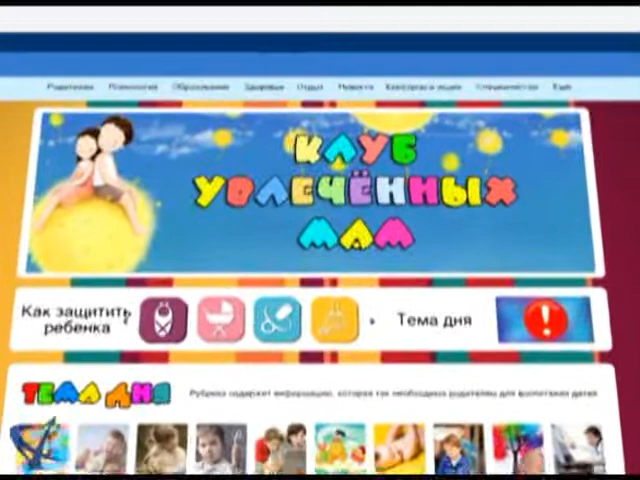 Родителям Психология Образование Здоровье Отдых Новости Конкурсы и акции Специалистам Ещё
КЛУБ
УВЛЕЧЁННЫХ
МАМ
Как защитить
ребенка
Тема дня
ТЕМА ДНЯ
Рубрика содержит информацию, которая так необходима родителям для воспитания детей